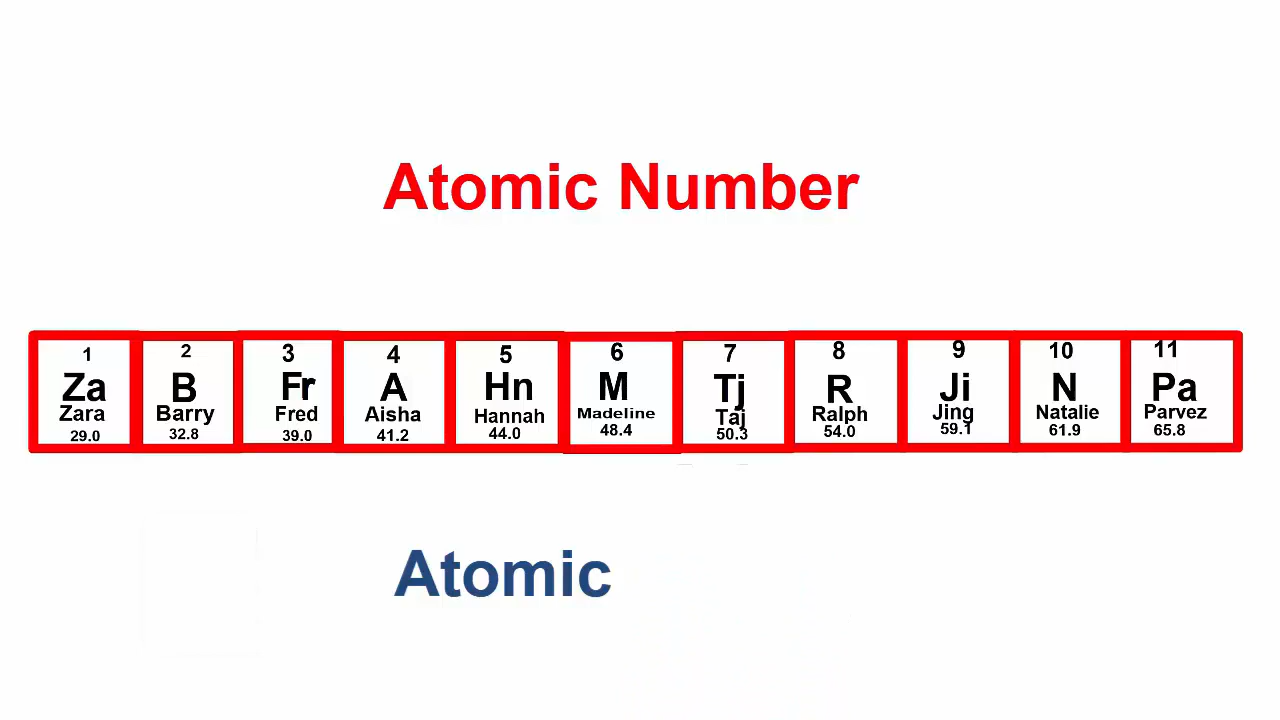 Atomic Number
1 2 3 4 5 6 7 8 9 10 11
Za B Fr A Hn M Tj R Ji N Pa
Zara Barry Fred Aisha Hannah Madeline Taj Ralph Jing Natalie Parvez
29.0 32.8 39.0 41.2 44.0 48.4 50.3 54.0 59.1 61.9 65.8
Atomic